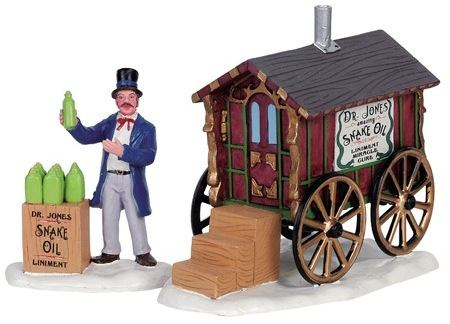 DR. JONES
SNAKE
OIL
LINIMENT
DR. JONES
amazing
SNAKE OIL
LINIMENT
MIRACLE
CURE